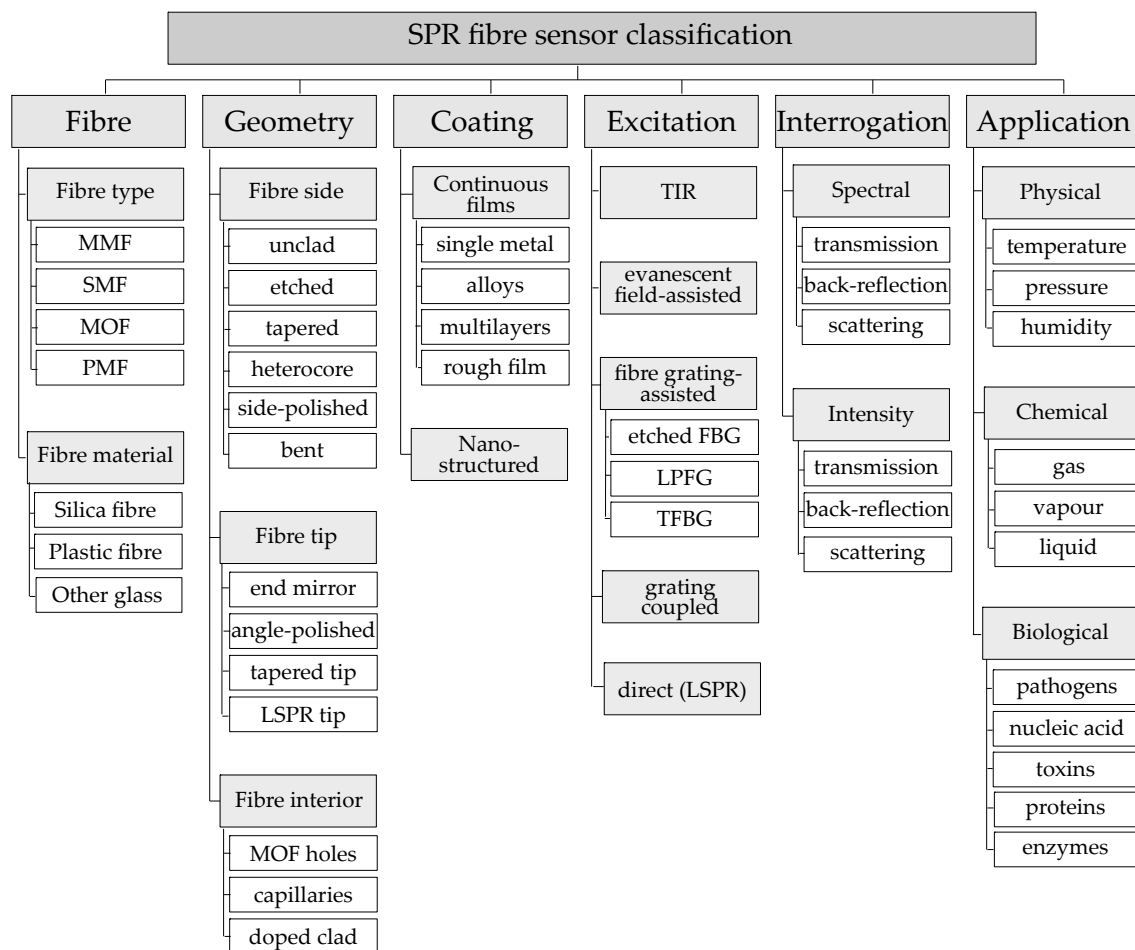 SPR fibre sensor classification
Fibre
Geometry
Coating
Excitation
Interrogation
Application
Fibre type
MMF
SMF
MOF
PMF
Fibre material
Silica fibre
Plastic fibre
Other glass
Fibre side
unclad
etched
tapered
heterocore
side-polished
bent
Fibre tip
end mirror
angle-polished
tapered tip
LSPR tip
Fibre interior
MOF holes
capillaries
doped clad
Continuous
films
single metal
alloys
multilayers
rough film
Nano-
structured
TIR
evanescent
field-assisted
fibre grating-
assisted
etched FBG
LPFG
TFBG
grating
coupled
direct (LSPR)
Spectral
transmission
back-reflection
scattering
Intensity
transmission
back-reflection
scattering
Physical
temperature
pressure
humidity
Chemical
gas
vapour
liquid
Biological
pathogens
nucleic acid
toxins
proteins
enzymes